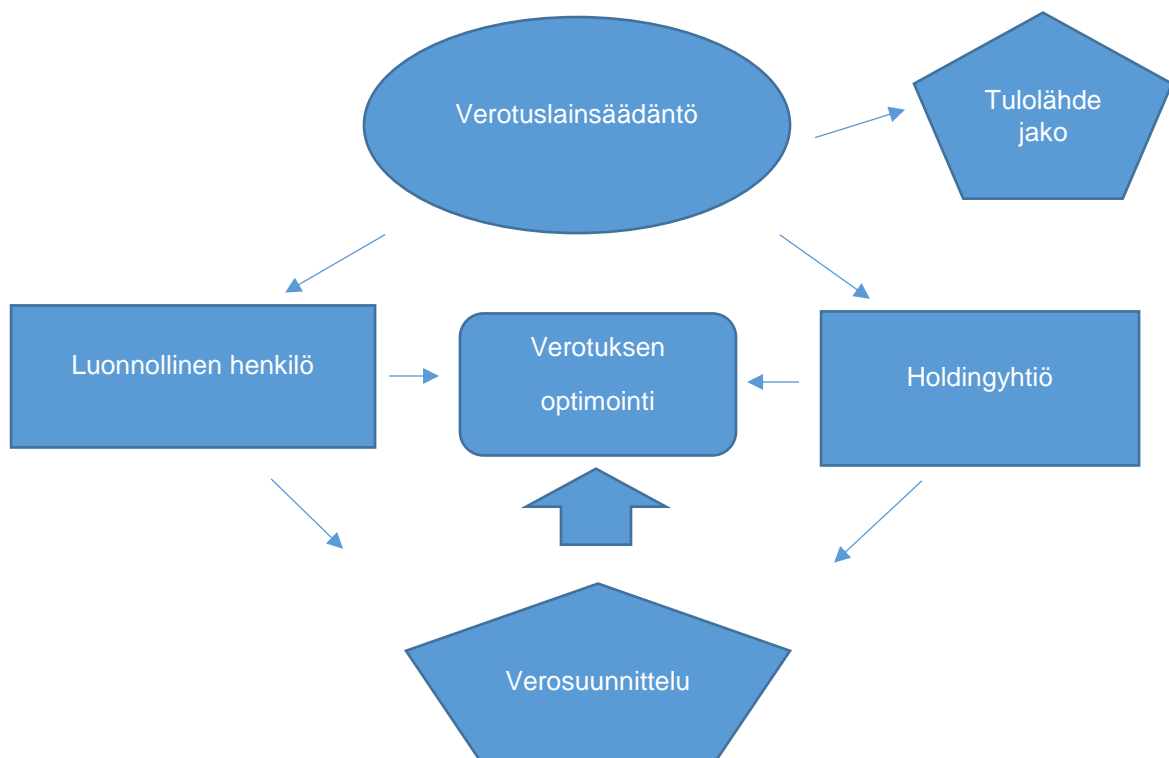 Verotuslainsäädäntö
Tulolähde
jako
Luonnollinen henkilö
Verotuksen
optimointi
Holdingyhtiö
Verosuunnittelu